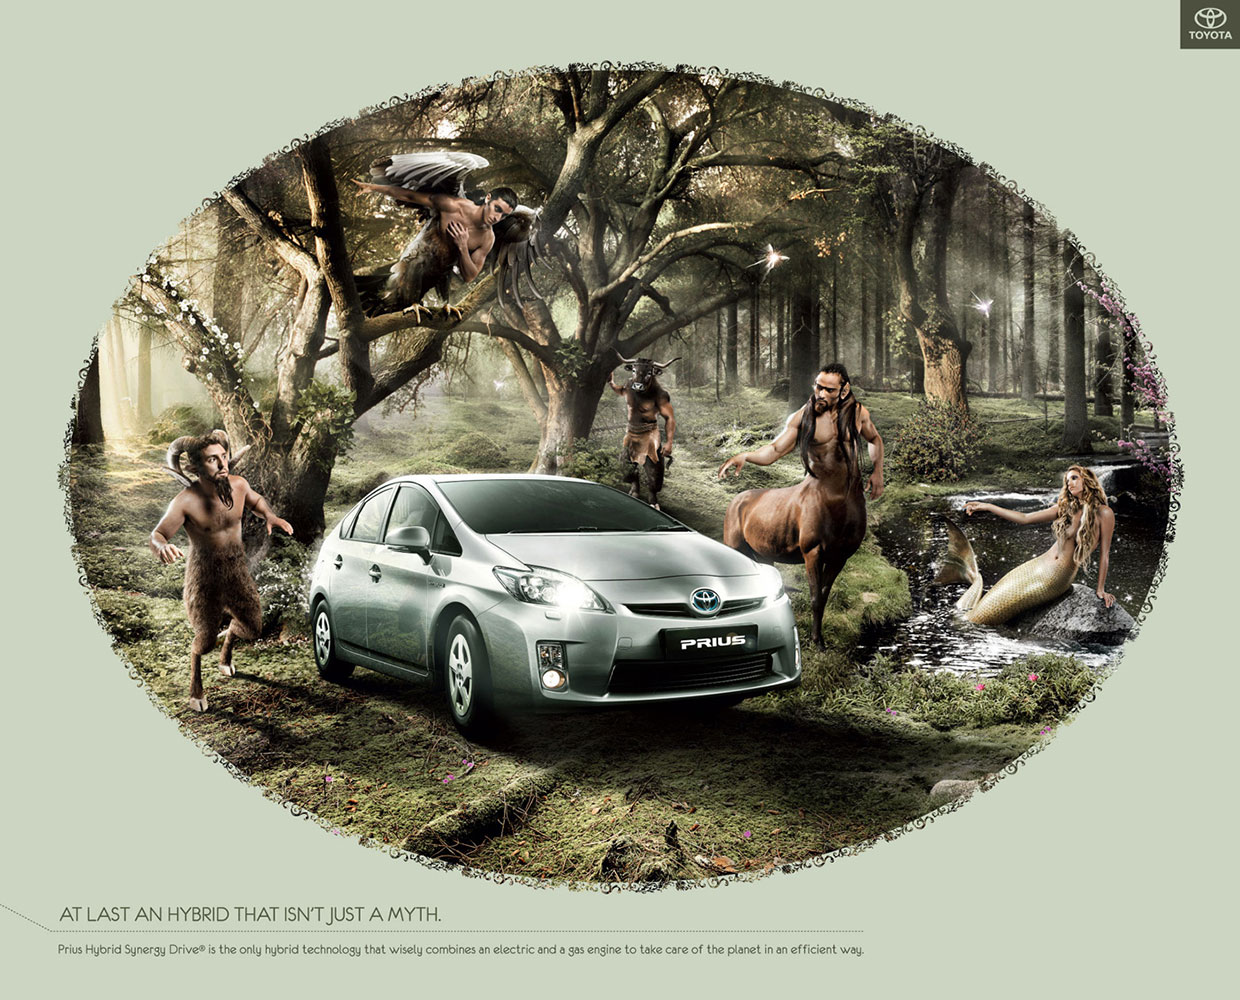 TOYOTA
PRIUS
AT LAST AN HYBRID THAT ISN'T JUST A MYTH.
Prius Hybrid Synergy Drive® is the only hybrid technology that wisely combines an electric and a gas engine to take care of the planet in an efficient way.